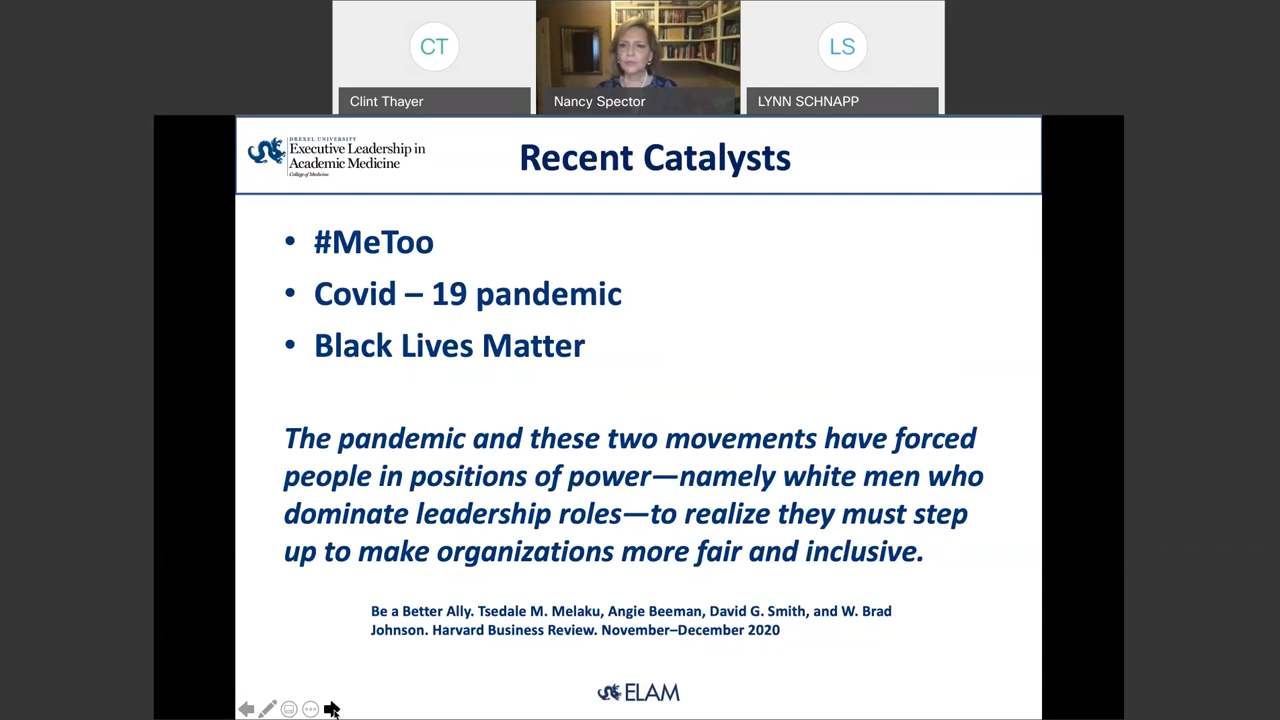 CT
LS
Clint Thayer
Nancy Spector
LYNN SCHNAPP
DREXEL UNIVERSITY
Executive Leadership in
Academic Medicine
College of Medicine
Recent Catalysts
• #MeToo
• Covid – 19 pandemic
• Black Lives Matter
The pandemic and these two movements have forced
people in positions of power—namely white men who
dominate leadership roles—to realize they must step
up to make organizations more fair and inclusive.
Be a Better Ally. Tsedale M. Melaku, Angie Beeman, David G. Smith, and W. Brad
Johnson. Harvard Business Review. November–December 2020
ELAM